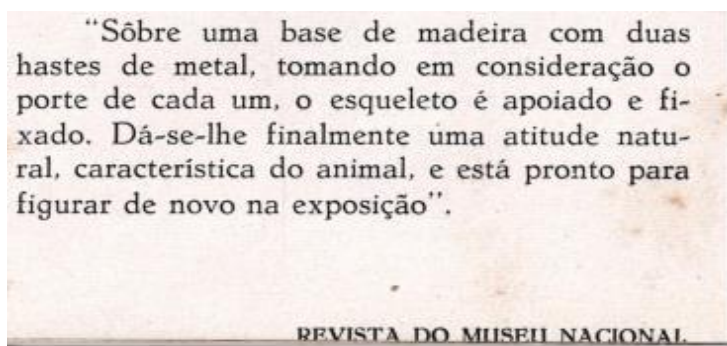 “Sôbre uma base de madeira com duas
hastes de metal, tomando em consideração o
porte de cada um, o esqueleto é apoiado e fi-
xado. Dá-se-lhe finalmente uma atitude natu-
ral, característica do animal, e está pronto para
figurar de novo na exposição”.
REVISTA DO MUSEU NACIONAL